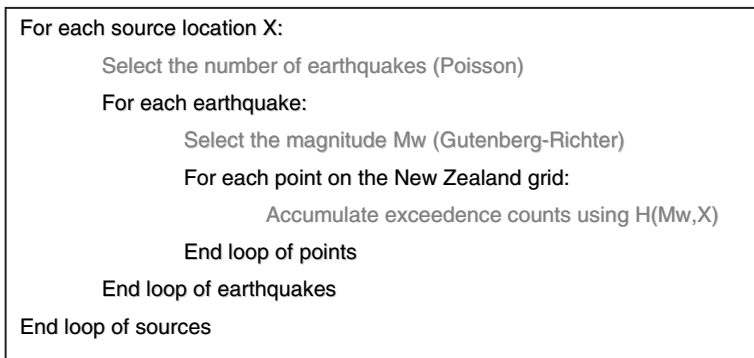 For each source location X:
Select the number of earthquakes (Poisson)
For each earthquake:
Select the magnitude Mw (Gutenberg-Richter)
For each point on the New Zealand grid:
Accumulate exceedence counts using H(Mw,X)
End loop of points
End loop of earthquakes
End loop of sources